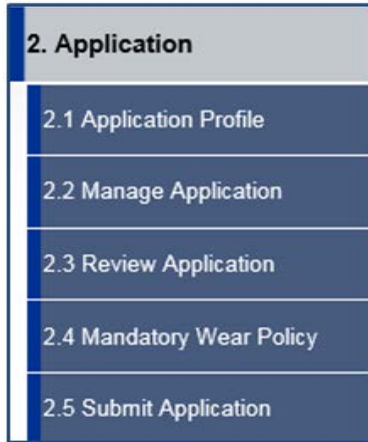 2. Application
2.1 Application Profile
2.2 Manage Application
2.3 Review Application
2.4 Mandatory Wear Policy
2.5 Submit Application